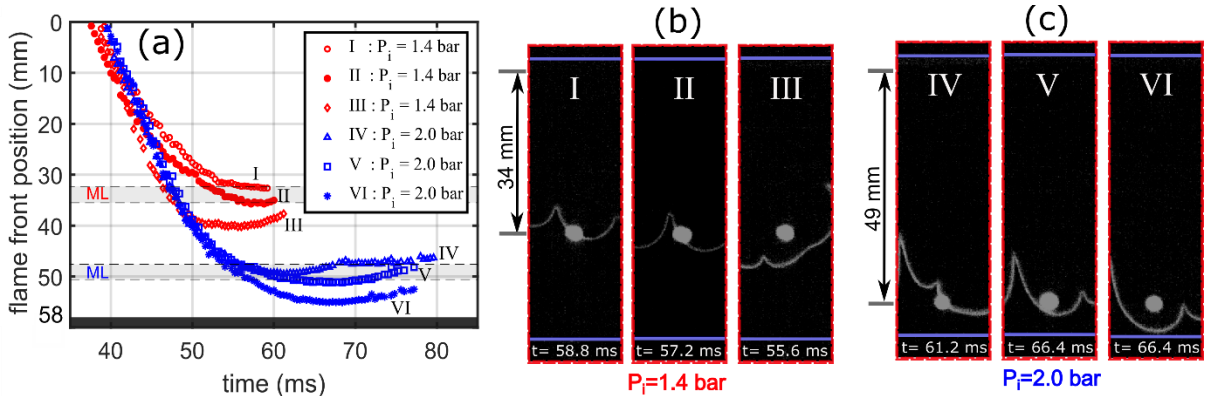 (a)
flame front position (mm)
0
10
20
30
40
50
58
ML
ML
I
II
III
IV
V
VI
I : Pi = 1.4 bar
II : Pi = 1.4 bar
III : Pi = 1.4 bar
IV : Pi = 2.0 bar
V : Pi = 2.0 bar
VI : Pi = 2.0 bar
40 50 60 70 80
time (ms)
(b)
34 mm
I II III
t= 58.8 ms t= 57.2 ms t= 55.6 ms
Pi=1.4 bar
(c)
49 mm
IV V VI
t= 61.2 ms t= 66.4 ms t= 66.4 ms
Pi=2.0 bar